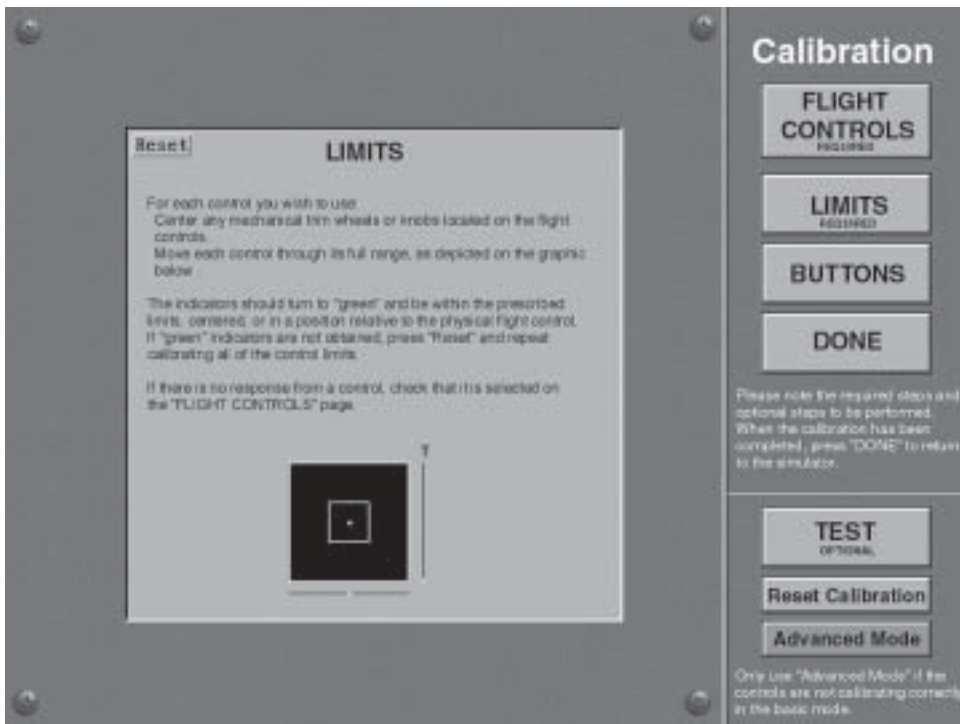 Reset
LIMITS
For each control you wish to use:
Center any mechanical trim wheels or knobs located on the flight
controls.
Move each control through its full range, as depicted on the graphic
below.
The indicators should turn to "green" and be within the prescribed
limits, centered, or in a position relative to the physical flight control.
If "green" indicators are not obtained, press "Reset" and repeat
calibrating all of the control limits.
If there is no response from a control, check that it is selected on
the "FLIGHT CONTROLS" page.
T
Calibration
FLIGHT
CONTROLS
REQUIRED
LIMITS
REQUIRED
BUTTONS
DONE
Please note the required steps and
optional steps to be performed.
When the calibration has been
completed, press "DONE" to return
to the simulator.
TEST
OPTIONAL
Reset Calibration
Advanced Mode
Only use "Advanced Mode" if the
controls are not calibrating correctly
in the basic mode.